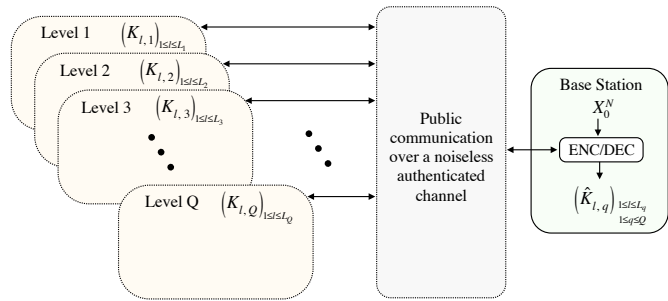 Level 1 (K_{l,1})_{1≤l≤L_1}
Level 2 (K_{l,2})_{1≤l≤L_2}
Level 3 (K_{l,3})_{1≤l≤L_3}
Level Q (K_{l,Q})_{1≤l≤L_Q}
Public
communication
over a noiseless
authenticated
channel
Base Station
X_0^N
ENC/DEC
(K̂_{l,q})_{1≤l≤L_q
1≤q≤Q}